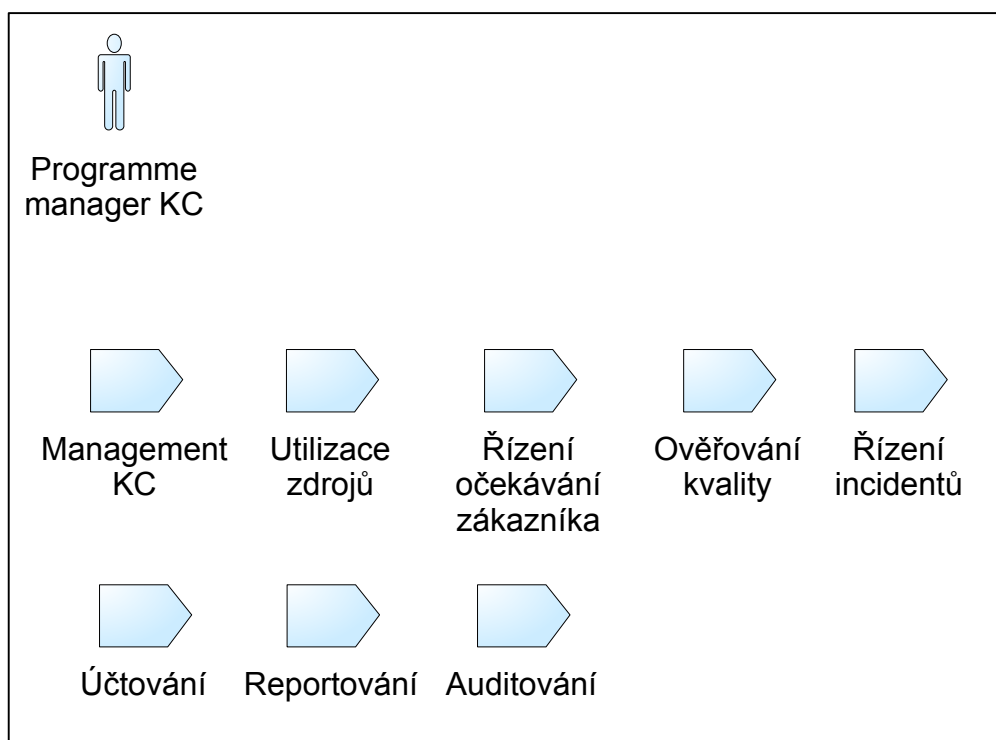 Programme
manager KC
Management
KC
Utilizace
zdrojů
Řízení
očekávání
zákazníka
Ověřování
kvality
Řízení
incidentů
Účtování
Reportování
Auditování